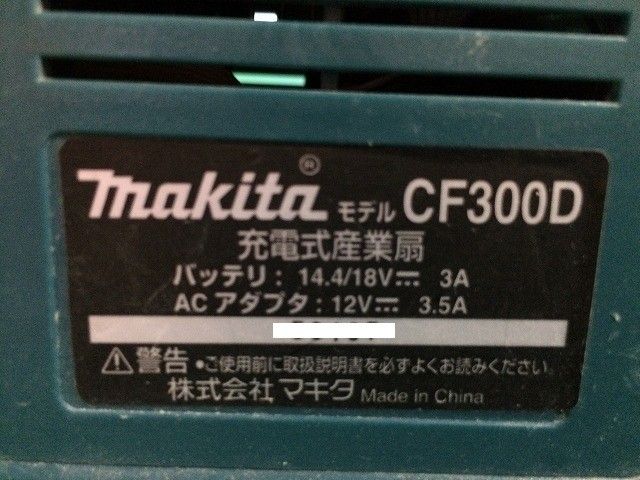 makita® モデル CF300D
充電式産業扇
バッテリ：14.4/18V⎓ 3A
ACアダプタ：12V⎓ 3.5A
⚠警告 •ご使用前に取扱説明書を必ずよくお読みください。
株式会社マキタ Made in China